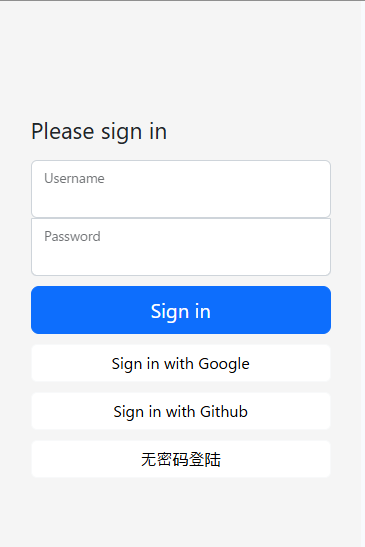 Please sign in
Username
Password
Sign in
Sign in with Google
Sign in with Github
无密码登陆